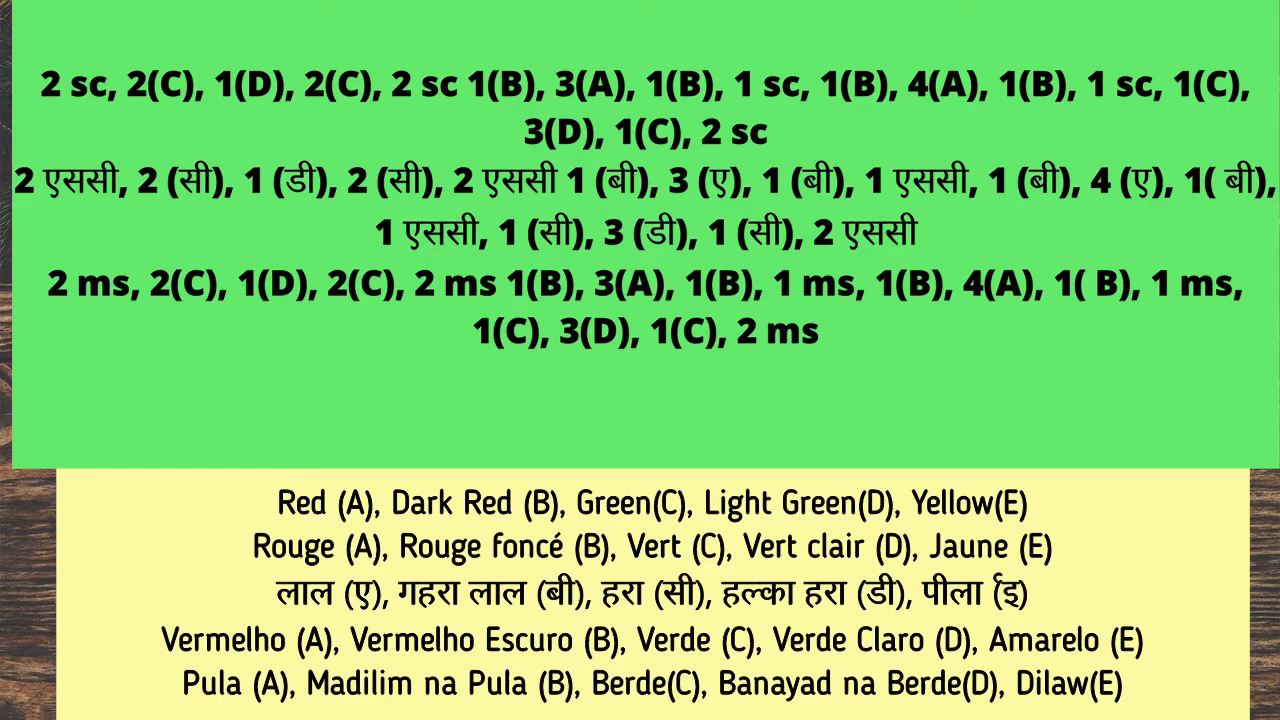 2 sc, 2(C), 1(D), 2(C), 2 sc 1(B), 3(A), 1(B), 1 sc, 1(B), 4(A), 1(B), 1 sc, 1(C),
3(D), 1(C), 2 sc
2 एससी, 2 (सी), 1 (डी), 2 (सी), 2 एससी 1 (बी), 3 (ए), 1 (बी), 1 एससी, 1 (बी), 4 (ए), 1( बी),
1 एससी, 1 (सी), 3 (डी), 1 (सी), 2 एससी
2 ms, 2(C), 1(D), 2(C), 2 ms 1(B), 3(A), 1(B), 1 ms, 1(B), 4(A), 1( B), 1 ms,
1(C), 3(D), 1(C), 2 ms
Red (A), Dark Red (B), Green(C), Light Green(D), Yellow(E)
Rouge (A), Rouge foncé (B), Vert (C), Vert clair (D), Jaune (E)
लाल (ए), गहरा लाल (बी), हरा (सी), हल्का हरा (डी), पीला (र्इ)
Vermelho (A), Vermelho Escuro (B), Verde (C), Verde Claro (D), Amarelo (E)
Pula (A), Madilim na Pula (B), Berde(C), Banayad na Berde(D), Dilaw(E)